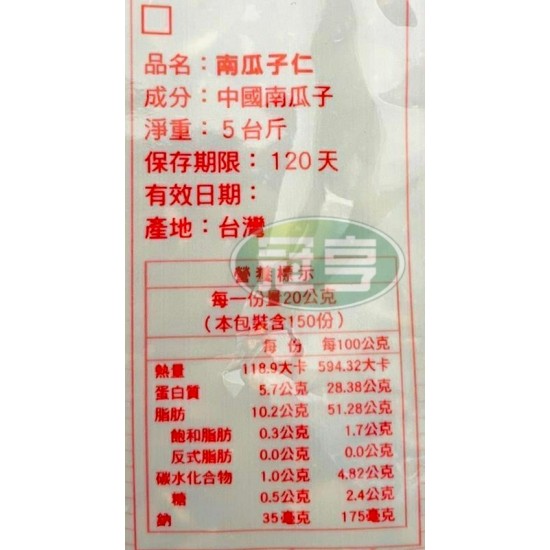 品名：南瓜子仁
成分：中國南瓜子
淨重：5台斤
保存期限：120天
有效日期：
產地：台灣
冠亨
營養標示
每一份量20公克
（本包裝含150份）
每 份 每100公克
熱量 118.9大卡 594.32大卡
蛋白質 5.7公克 28.38公克
脂肪 10.2公克 51.28公克
飽和脂肪 0.3公克 1.7公克
反式脂肪 0.0公克 0.0公克
碳水化合物 1.0公克 4.82公克
糖 0.5公克 2.4公克
鈉 35毫克 175毫克